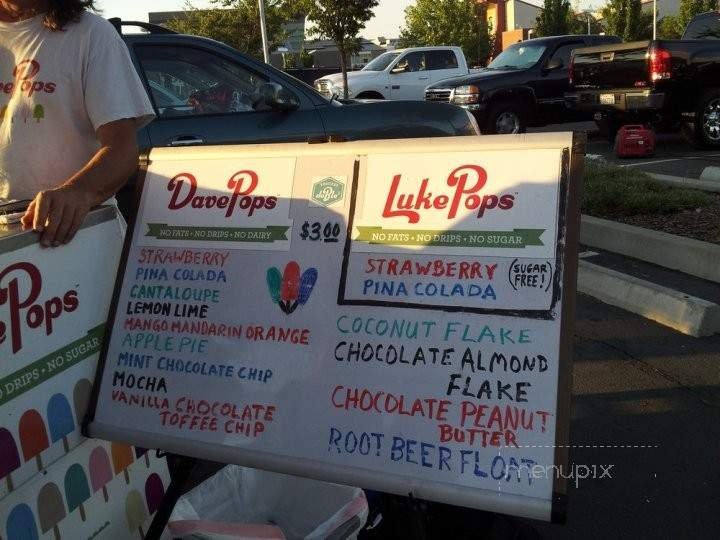 DavePops
NO FATS • NO DRIPS • NO DAIRY
$3.00
STRAWBERRY
PINA COLADA
CANTALOUPE
LEMON LIME
MANGO MANDARIN ORANGE
APPLE PIE
MINT CHOCOLATE CHIP
MOCHA
VANILLA CHOCOLATE
TOFFEE CHIP
LukePops™
NO FATS • NO DRIPS • NO SUGAR
STRAWBERRY
PINA COLADA
(SUGAR
FREE!)
COCONUT FLAKE
CHOCOLATE ALMOND
FLAKE
CHOCOLATE PEANUT
BUTTER
ROOT BEER FLOAT
Pops
Pops™
DRIPS • NO SUGAR
menupix